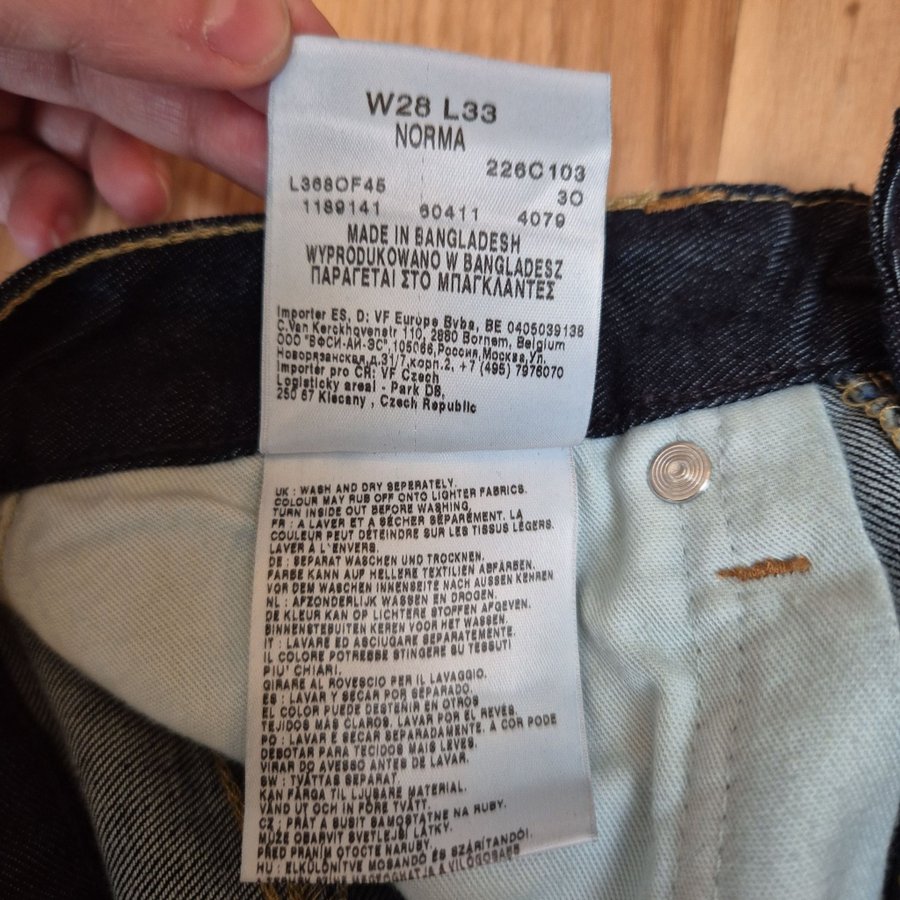 W28 L33
NORMA
226C103
L368OF45 30
1189141 60411 4079
MADE IN BANGLADESH
WYPRODUKOWANO W BANGLADESZ
ΠΑΡΑΓΕΤΑΙ ΣΤΟ ΜΠΑΓΚΛΑΝΤΕΣ
Importer ES, D: VF Europe Bvba, BE 0405039138
C.Van Kerckhovenstr 110, 2880 Bornem, Belgium
ООО "ВФСИ-АИ-ЭС",105066,Россия,Москва,Ул.
Новорязанская,д.31/7,корп.2, +7 (495) 7976070
Importer pro CR: VF Czech
Logisticky areal - Park D8,
250 67 Klecany , Czech Republic
UK : WASH AND DRY SEPERATELY.
COLOUR MAY RUB OFF ONTO LIGHTER FABRICS.
TURN INSIDE OUT BEFORE WASHING.
FR : A LAVER ET A SÉCHER SÉPARÉMENT. LA
COULEUR PEUT DÉTEINDRE SUR LES TISSUS LÉGERS.
LAVER À L`ENVERS.
DE : SEPARAT WASCHEN UND TROCKNEN.
FARBE KANN AUF HELLERE TEXTILIEN ABFÄRBEN.
VOR DEM WASCHEN INNENSEITE NACH AUSSEN KEHREN
NL : AFZONDERLIJK WASSEN EN DROGEN.
DE KLEUR KAN OP LICHTERE STOFFEN AFGEVEN.
BINNENSTEBUITEN KEREN VOOR HET WASSEN.
IT : LAVARE ED ASCIUGARE SEPARATEMENTE.
IL COLORE POTREBBE STINGERE SU TESSUTI
PIU' CHIARI.
GIRARE AL ROVESCIO PER IL LAVAGGIO.
ES : LAVAR Y SECAR POR SEPARADO.
EL COLOR PUEDE DESTEÑIR EN OTROS
TEJIDOS MÁS CLAROS. LAVAR POR EL REVÉS.
PO : LAVAR E SECAR SEPARADAMENTE. A COR PODE
DEBOTAR PARA TECIDOS MAIS LEVES.
VIRAR DO AVESSO ANTES DE LAVAR.
SW : TVÄTTAS SEPARAT.
KAN FÄRGA TIL LJUSARE MATERIAL.
VÄND UT OCH IN FÖRE TVÄTT.
CZ : PRÁT A SUŠIT SAMOSTATNE NA RUBY.
MŮŽE OBARVIT SVETLEJŠÍ LÁTKY.
PŘED PRANÍM OTOČTE NARUBY.
HU : ELKÜLÖNÍTVE MOSANDÓ ÉS SZÁRÍTANDÓ!
A VILÁGOSABB